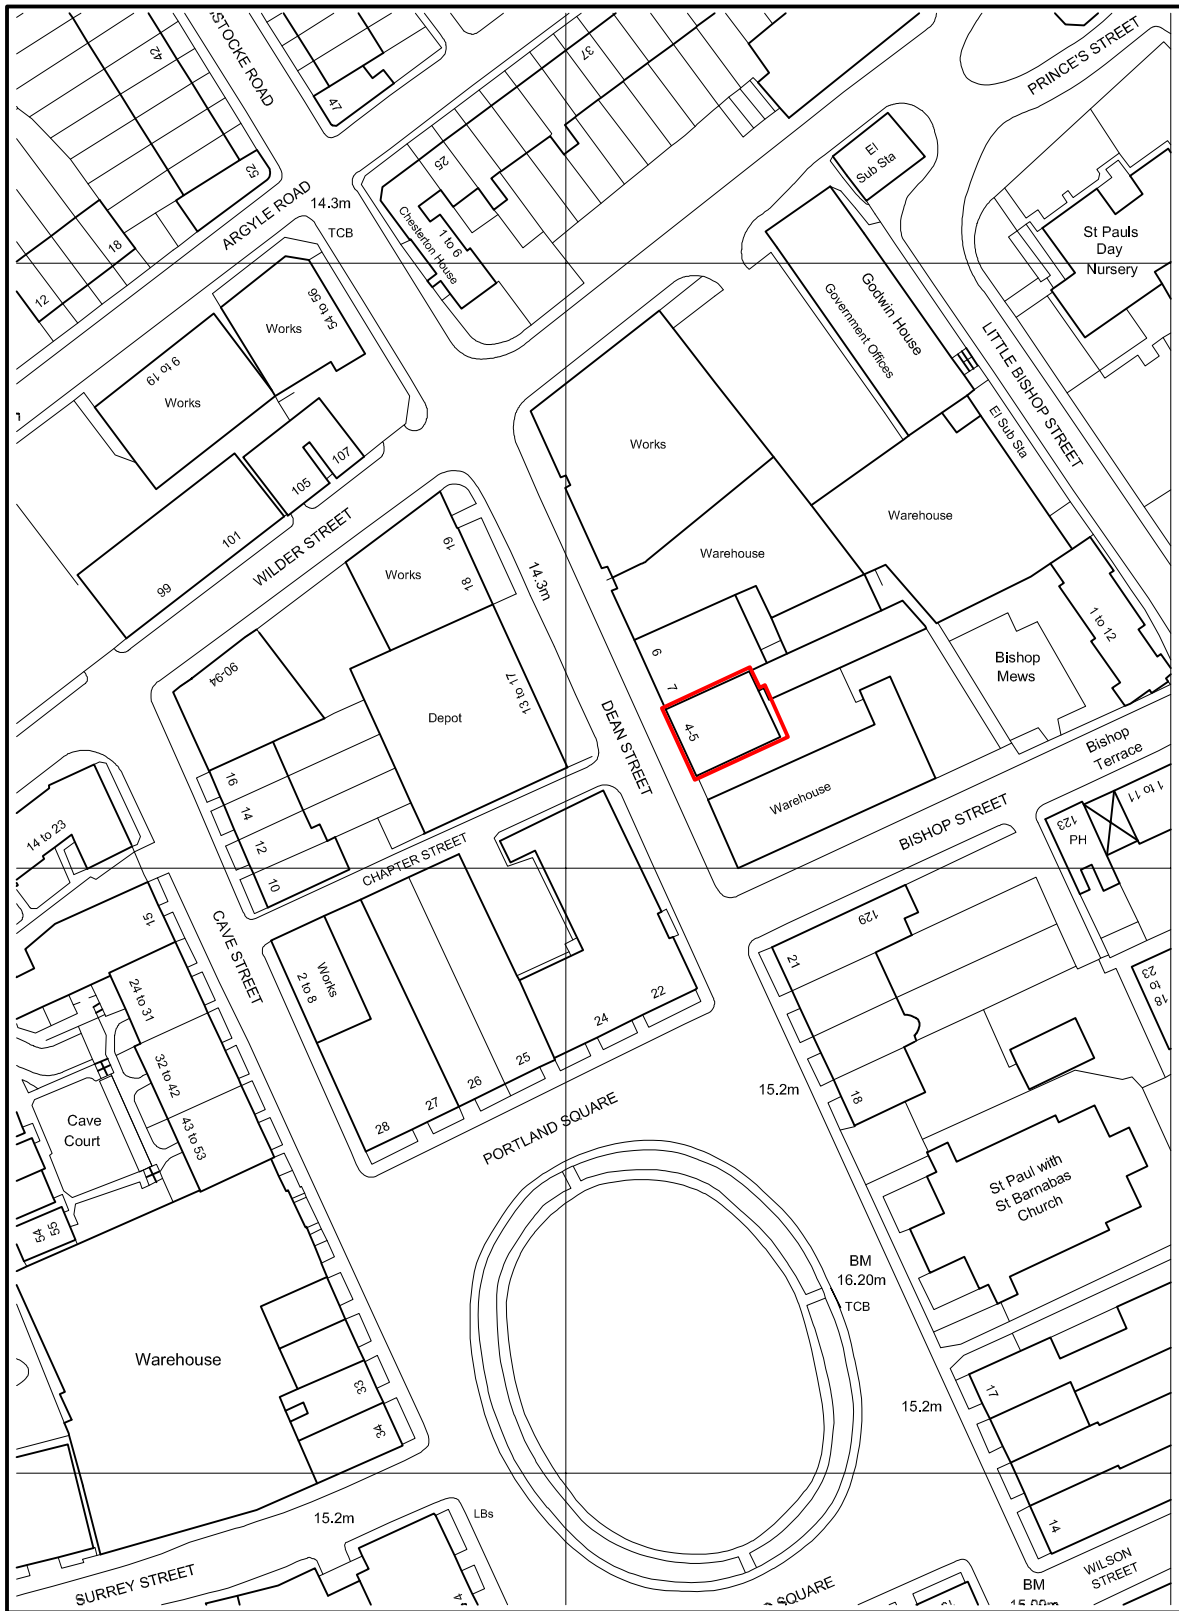 STOCKE ROAD
42
47
37
PRINCE'S STREET
52
25
El
Sub Sta
ARGYLE ROAD
14.3m
TCB
Chesterton House
1 to 6
St Pauls
Day
Nursery
18
12
54 to 56
Works
Godwin House
Government Offices
LITTLE BISHOP STREET
9 to 19
Works
El Sub Sta
Works
107
105
101
99
WILDER STREET
Warehouse
Warehouse
19
Works
18
14.3m
1 to 12
6
7
4-5
Bishop
Mews
90-94
13 to 17
Depot
DEAN STREET
Bishop
Terrace
16
14
12
10
Warehouse
BISHOP STREET
1 to 11
123
PH
14 to 23
CHAPTER STREET
15
CAVE STREET
129
21
Works
2 to 8
22
24
18
to
23
24 to 31
32 to 42
43 to 53
25
26
27
28
15.2m
18
Cave
Court
PORTLAND SQUARE
St Paul with
St Barnabas
Church
55
54
BM
16.20m
TCB
Warehouse
33
34
17
15.2m
15.2m
LBs
14
SURREY STREET
SQUARE
WILSON
STREET
BM
15.09m